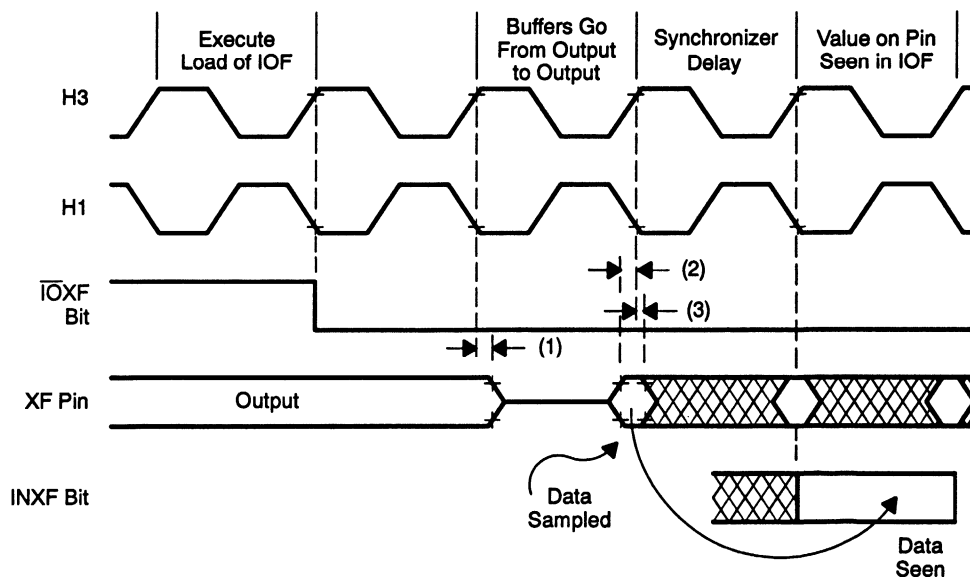 Execute
Load of IOF
Buffers Go
From Output
to Output
Synchronizer
Delay
Value on Pin
Seen in IOF
H3
H1
(2)
I̅O̅XF
Bit
(3)
(1)
XF Pin
Output
INXF Bit
Data
Sampled
Data
Seen